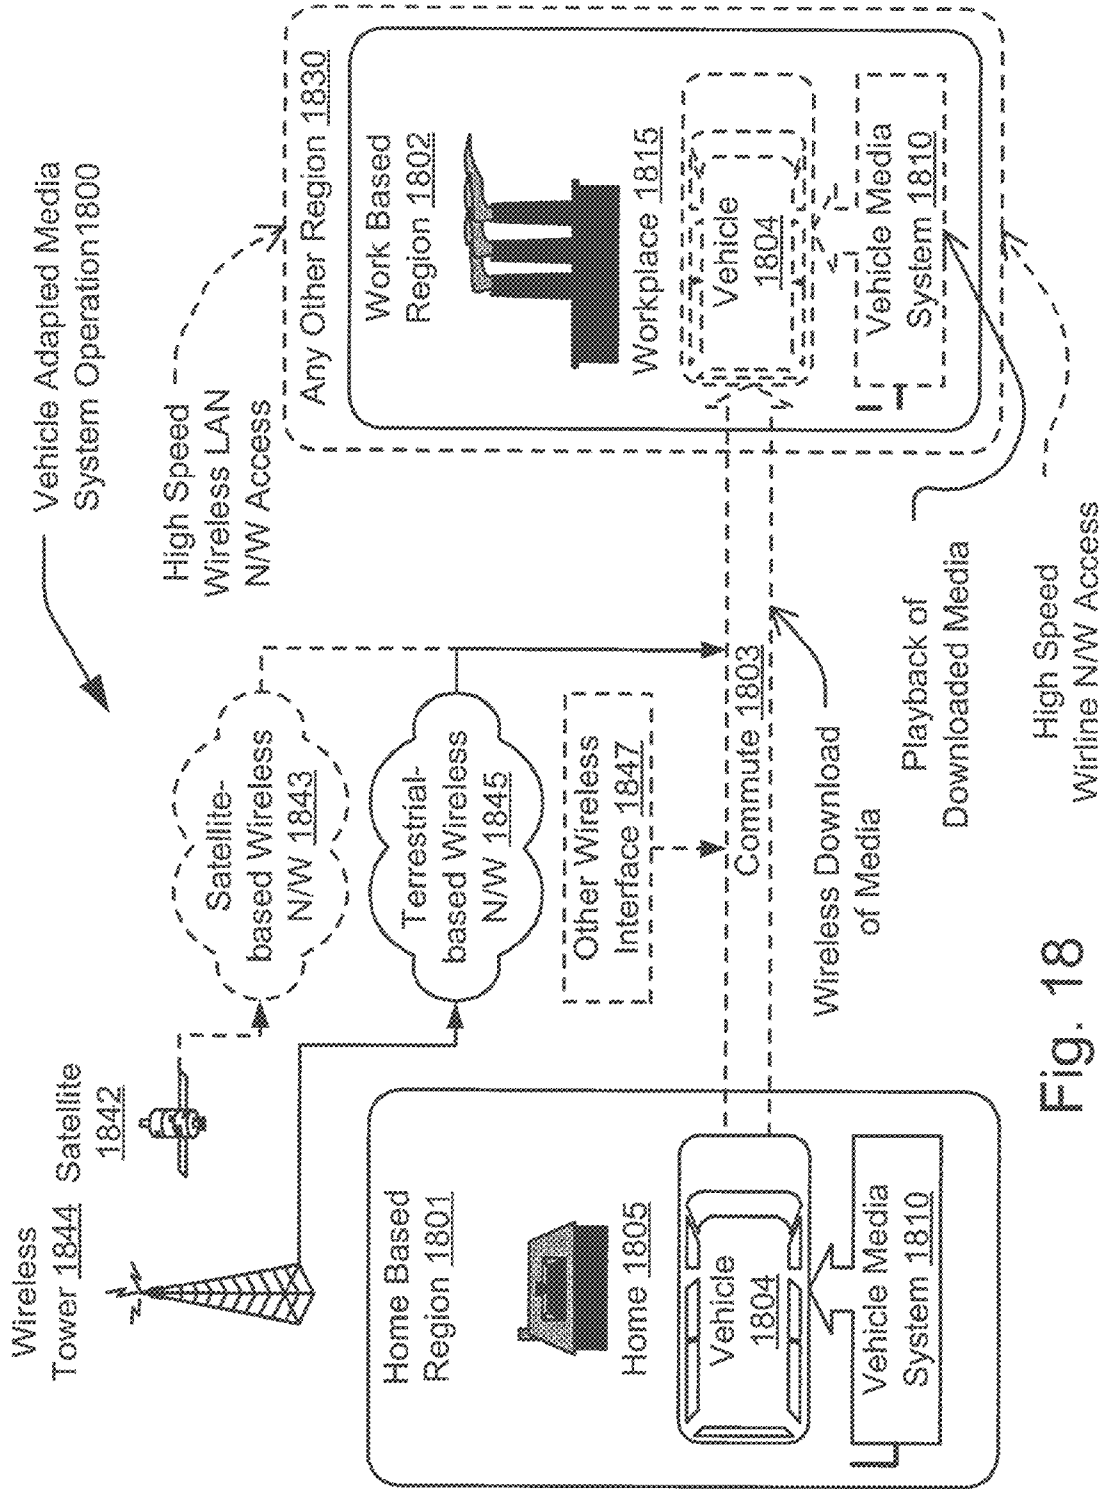 Vehicle Adapted Media
System Operation1800
Wireless
Tower 1844
Satellite
1842
High Speed
Wireless LAN
N/W Access
Satellite-
based Wireless
N/W 1843
Terrestrial-
based Wireless
N/W 1845
Other Wireless
Interface 1847
Home Based
Region 1801
Home 1805
Vehicle
1804
Vehicle Media
System 1810
Commute 1803
Wireless Download
of Media
Any Other Region 1830
Work Based
Region 1802
Workplace 1815
Vehicle
1804
Vehicle Media
System 1810
Playback of
Downloaded Media
High Speed
Wirline N/W Access
Fig. 18